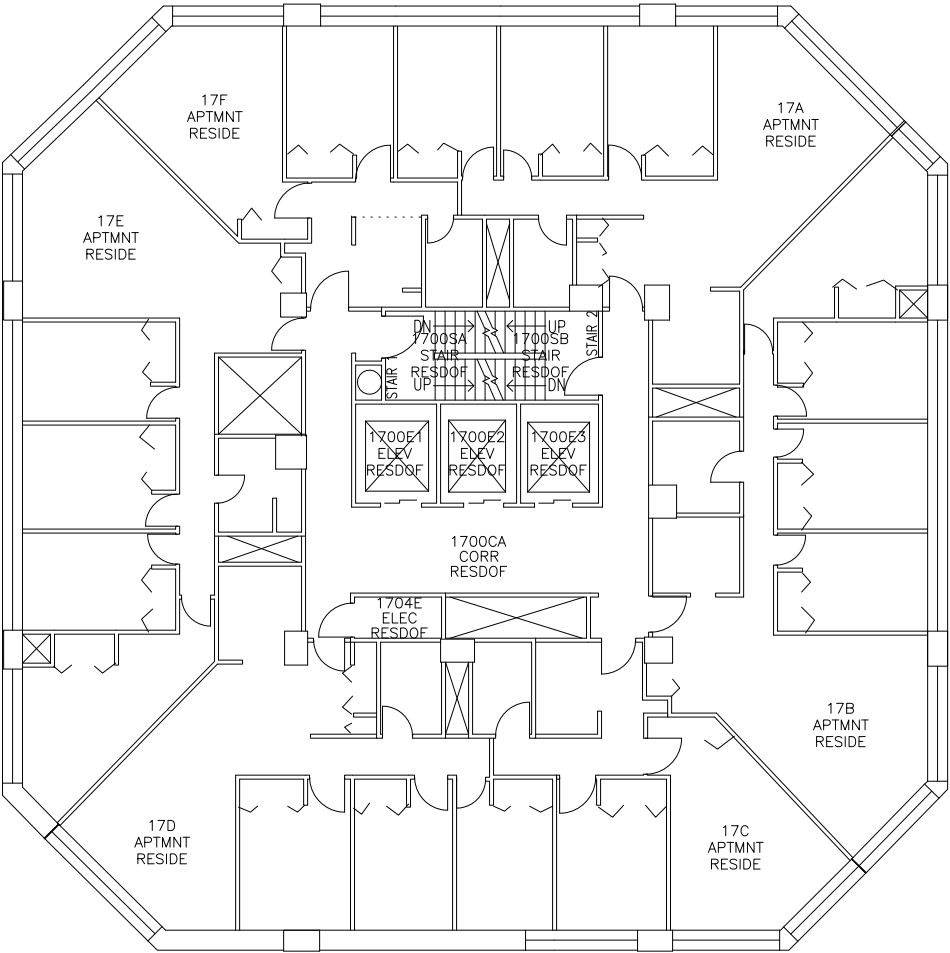 17F
APTMNT
RESIDE
17A
APTMNT
RESIDE
17E
APTMNT
RESIDE
DN
UP
1700SA
STAIR
RESDOF
1700SB
STAIR
RESDOF
STAIR 1
STAIR 2
UP
DN
1700E1
ELEV
RESDOF
1700E2
ELEV
RESDOF
1700E3
ELEV
RESDOF
1700CA
CORR
RESDOF
1704E
ELEC
RESDOF
17B
APTMNT
RESIDE
17D
APTMNT
RESIDE
17C
APTMNT
RESIDE